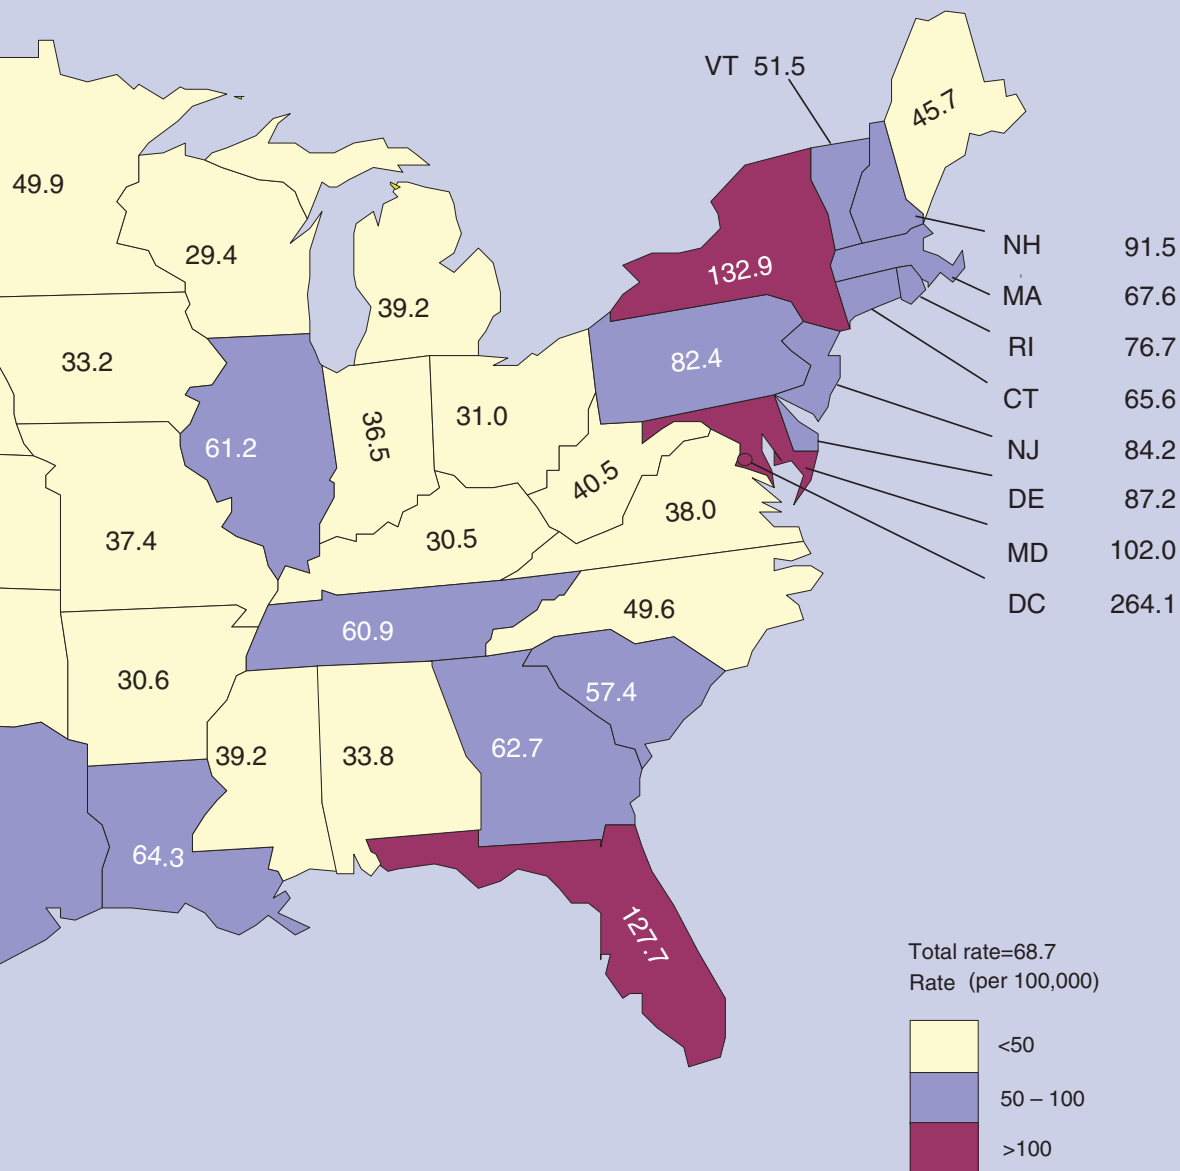 VT 51.5
45.7
49.9
29.4
132.9
NH 91.5
MA 67.6
39.2
RI 76.7
33.2
82.4
CT 65.6
36.5
31.0
61.2
NJ 84.2
40.5
DE 87.2
38.0
37.4
30.5
MD 102.0
49.6
DC 264.1
60.9
30.6
57.4
39.2
33.8
62.7
64.3
127.7
Total rate=68.7
Rate (per 100,000)
<50
50 – 100
>100